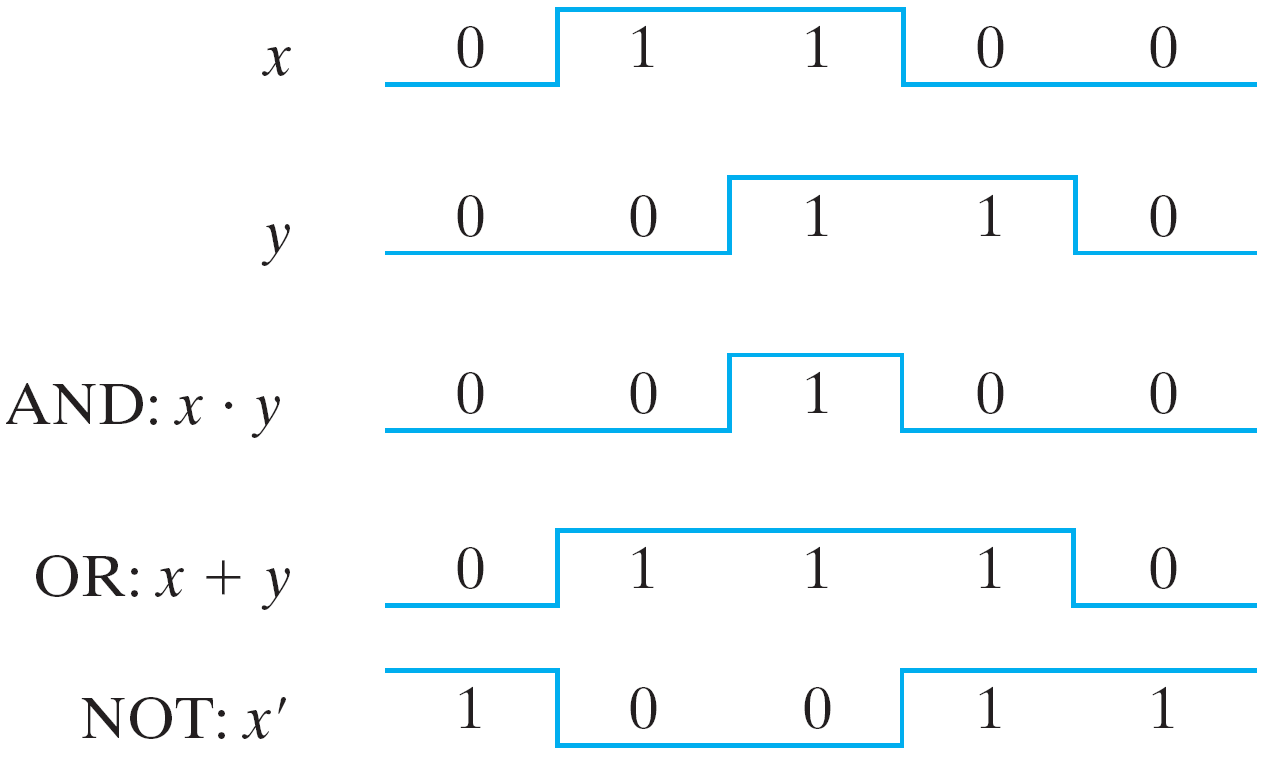 x 0 1 1 0 0
y 0 0 1 1 0
AND: x · y 0 0 1 0 0
OR: x + y 0 1 1 1 0
NOT: x′ 1 0 0 1 1